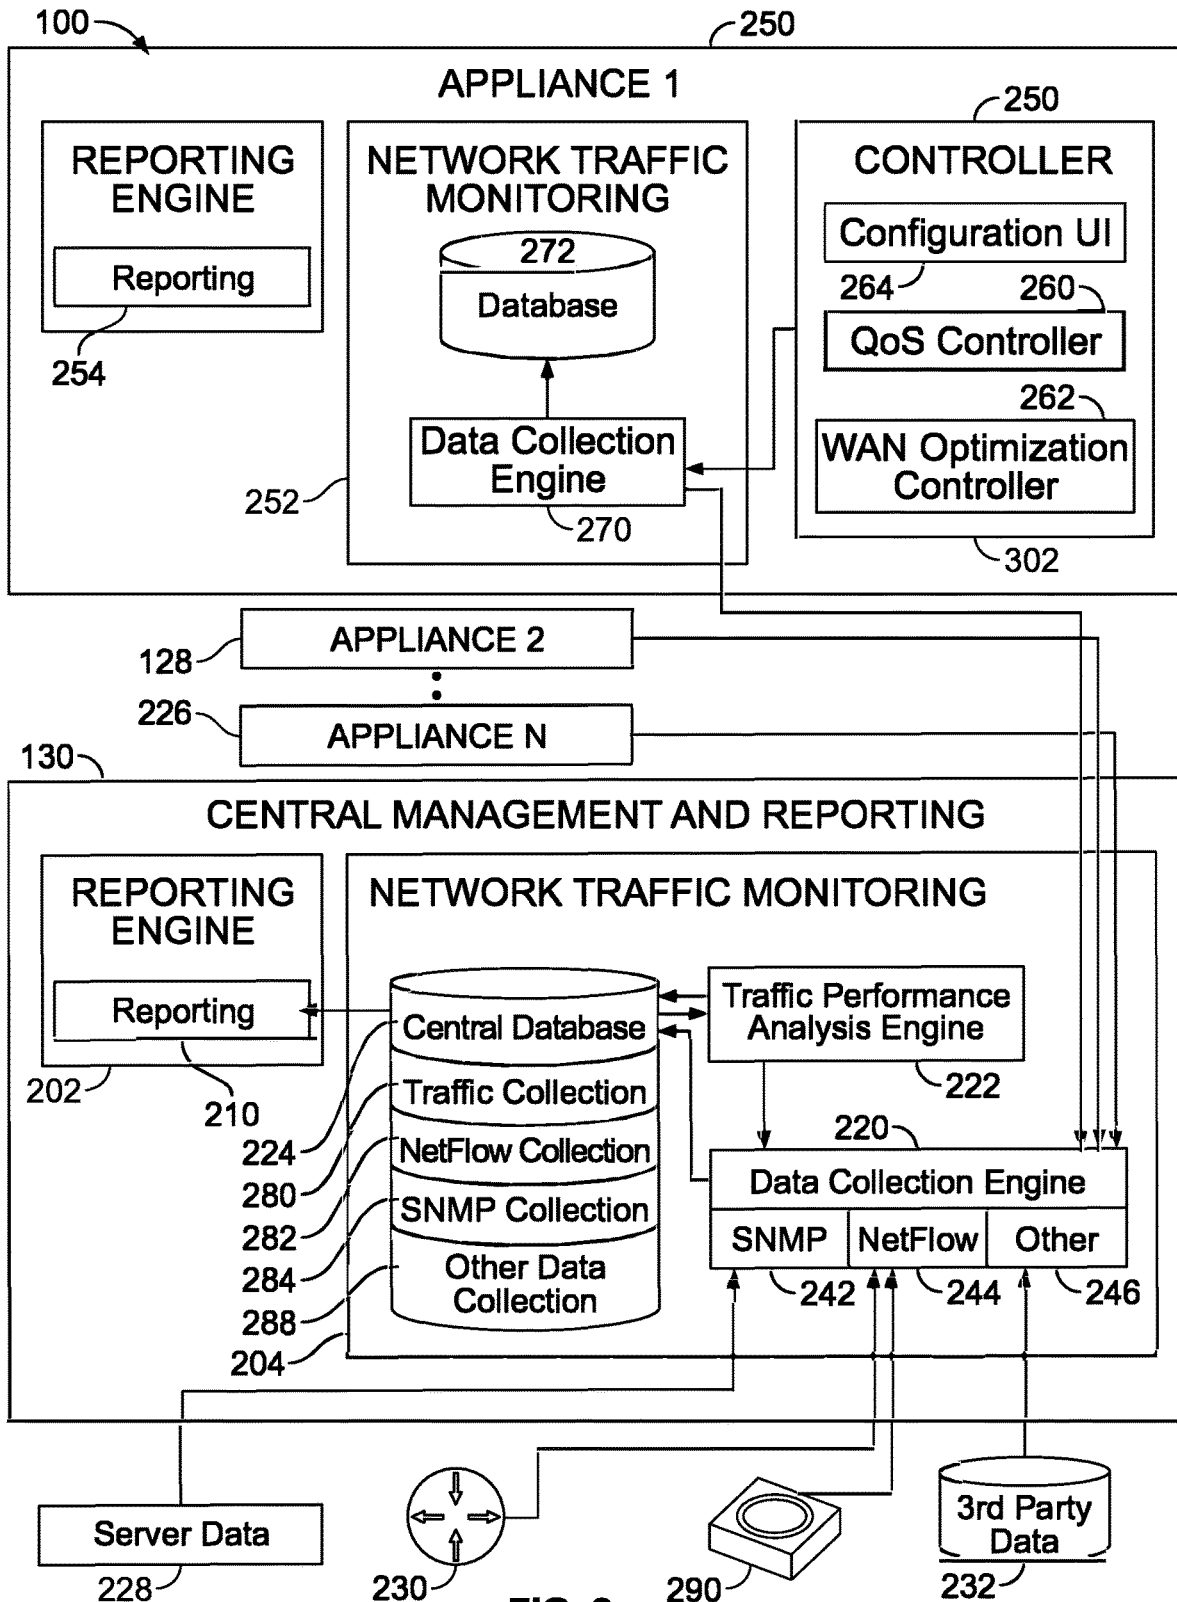 100
250
APPLIANCE 1
REPORTING
ENGINE
Reporting
254
NETWORK TRAFFIC
MONITORING
272
Database
Data Collection
Engine
252
270
250
CONTROLLER
Configuration UI
264
260
QoS Controller
262
WAN Optimization
Controller
302
APPLIANCE 2
128
226
APPLIANCE N
130
CENTRAL MANAGEMENT AND REPORTING
REPORTING
ENGINE
Reporting
202
210
NETWORK TRAFFIC MONITORING
Central Database
Traffic Collection
NetFlow Collection
SNMP Collection
Other Data
Collection
224
280
282
284
288
204
Traffic Performance
Analysis Engine
222
220
Data Collection Engine
SNMP
NetFlow
Other
242
244
246
Server Data
228
230
290
3rd Party
Data
232